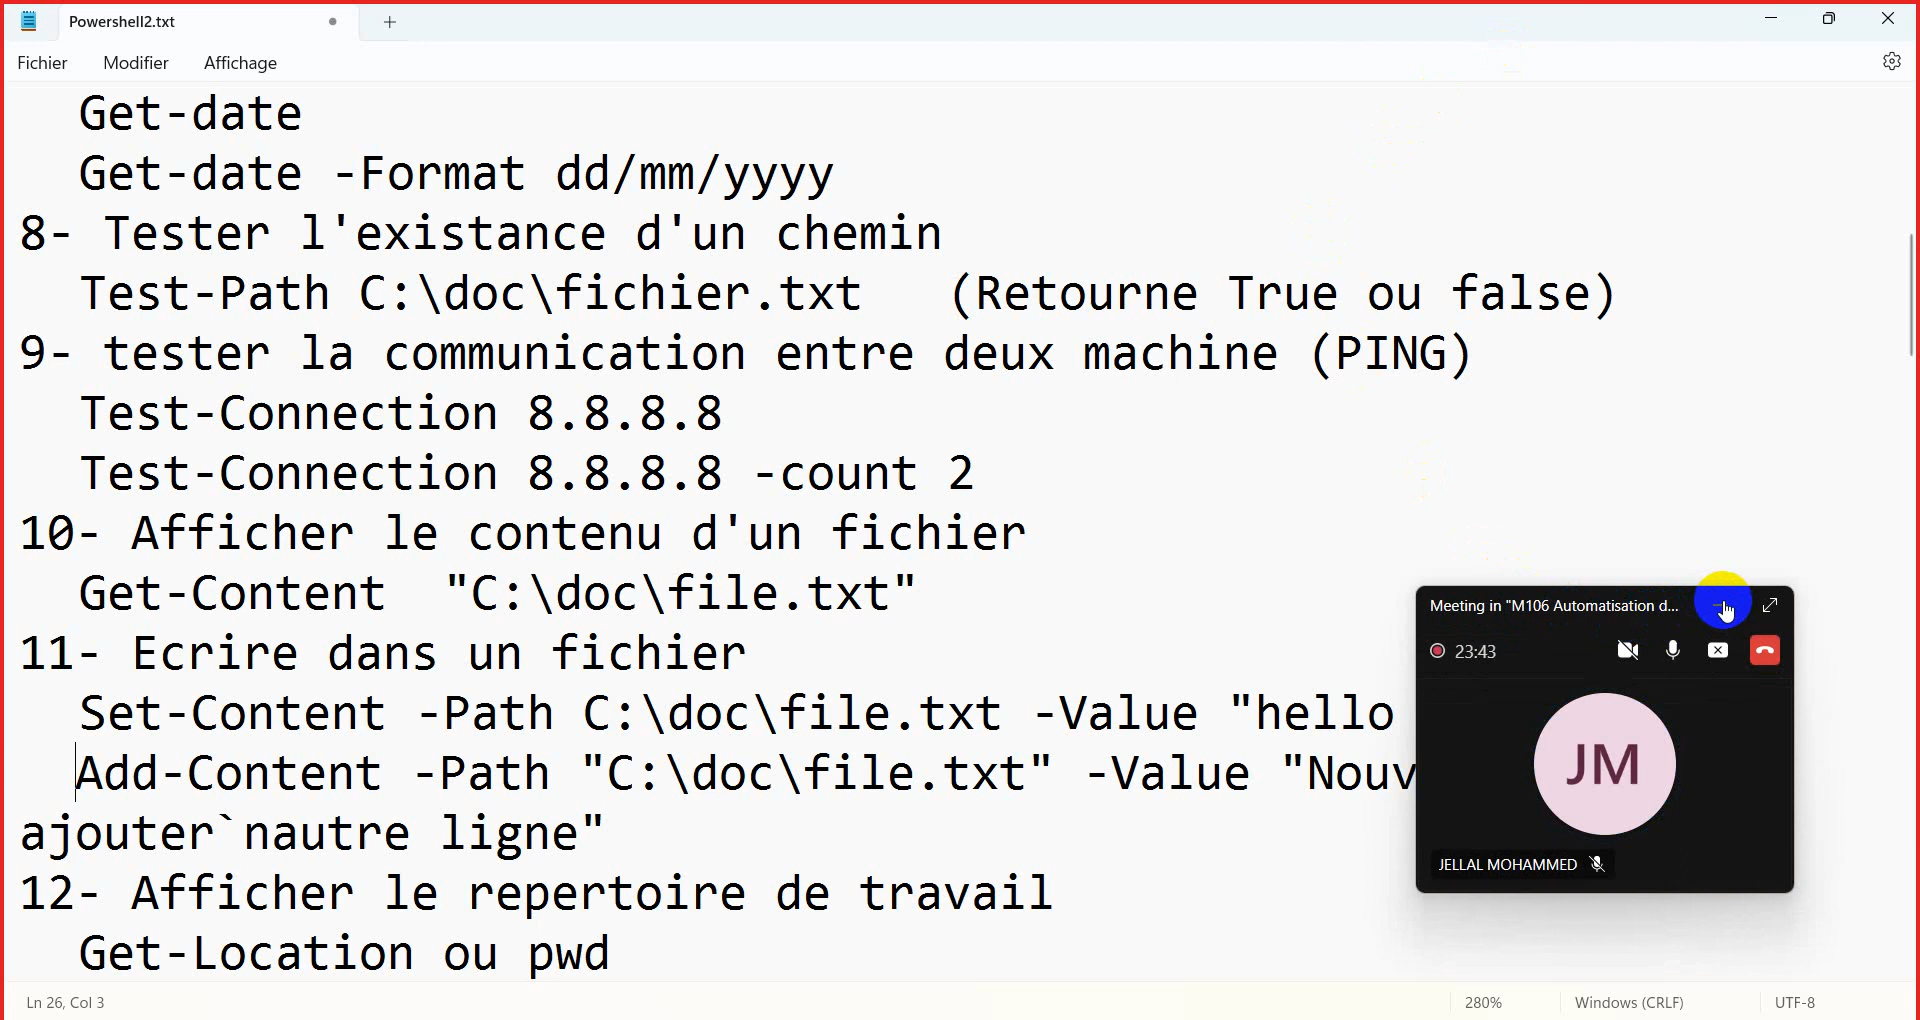 Powershell2.txt
Fichier Modifier Affichage
Get-date
Get-date -Format dd/mm/yyyy
8- Tester l'existance d'un chemin
Test-Path C:\doc\fichier.txt (Retourne True ou false)
9- tester la communication entre deux machine (PING)
Test-Connection 8.8.8.8
Test-Connection 8.8.8.8 -count 2
10- Afficher le contenu d'un fichier
Get-Content "C:\doc\file.txt"
11- Ecrire dans un fichier
Set-Content -Path C:\doc\file.txt -Value "hello
Add-Content -Path "C:\doc\file.txt" -Value "Nouv
ajouter`nautre ligne"
12- Afficher le repertoire de travail
Get-Location ou pwd
Meeting in "M106 Automatisation d...
23:43
JM
JELLAL MOHAMMED
Ln 26, Col 3 280% Windows (CRLF) UTF-8